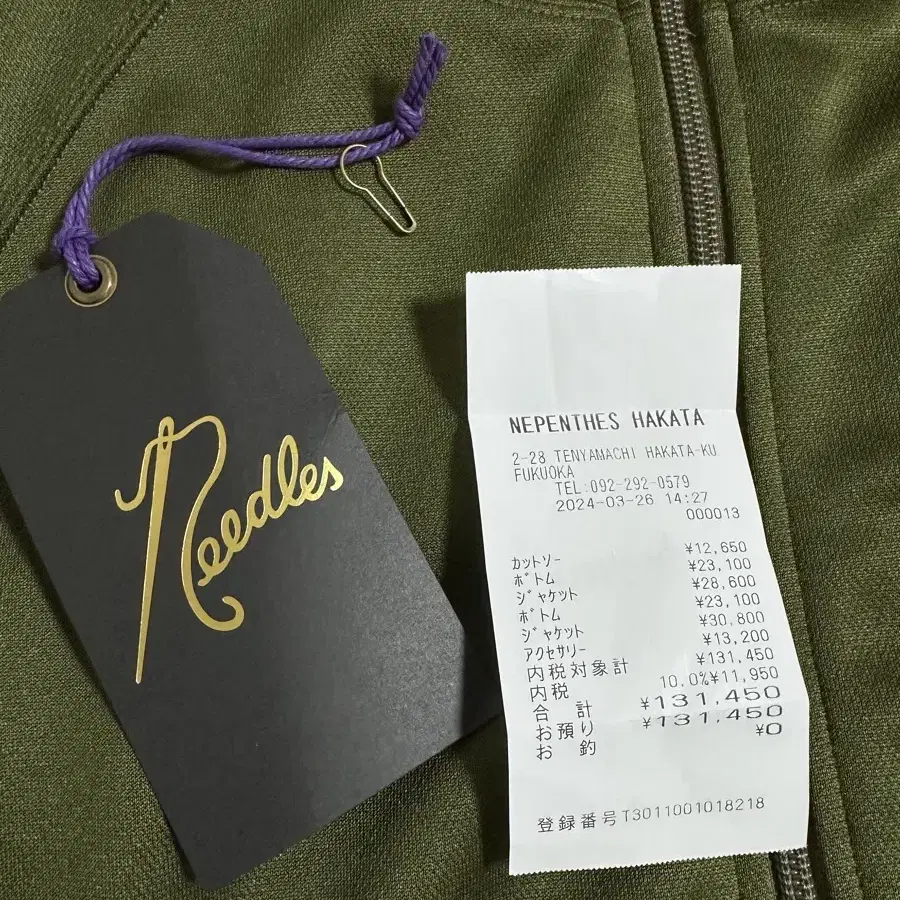 Needles
NEPENTHES HAKATA
2-28 TENYAMACHI HAKATA-KU
FUKUOKA
TEL:092-292-0579
2024-03-26 14:27
000013
カットソー ¥12,650
ボトム ¥23,100
ジャケット ¥28,600
ボトム ¥23,100
ジャケット ¥30,800
アクセサリー ¥13,200
内税対象計 ¥131,450
内税 10.0%¥11,950
合 計 ¥131,450
お預り ¥131,450
お 釣 ¥0
登録番号T3011001018218